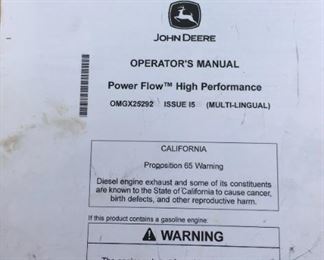 JOHN DEERE
OPERATOR'S MANUAL
Power Flow™ High Performance
OMGX25292 ISSUE I5 (MULTI-LINGUAL)
CALIFORNIA
Proposition 65 Warning
Diesel engine exhaust and some of its constituents
are known to the State of California to cause cancer,
birth defects, and other reproductive harm.
If this product contains a gasoline engine:
⚠ WARNING